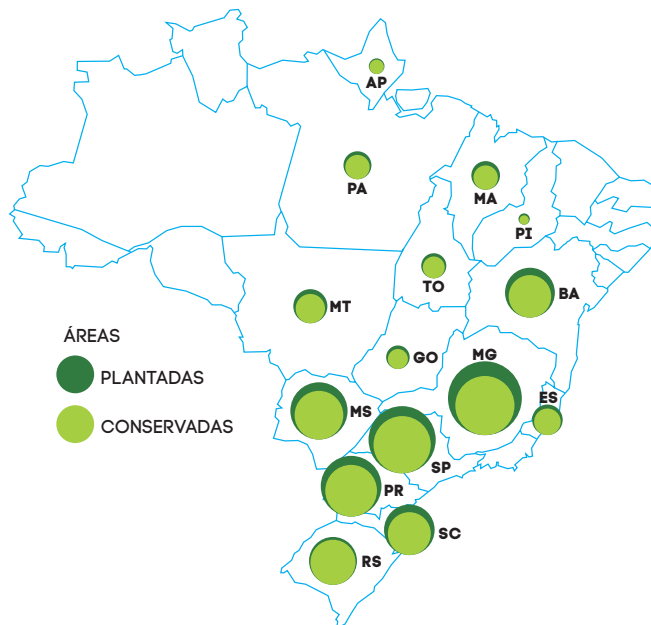 AP
PA
MA
PI
TO
BA
MT
ÁREAS
PLANTADAS
CONSERVADAS
GO
MG
ES
MS
SP
PR
SC
RS